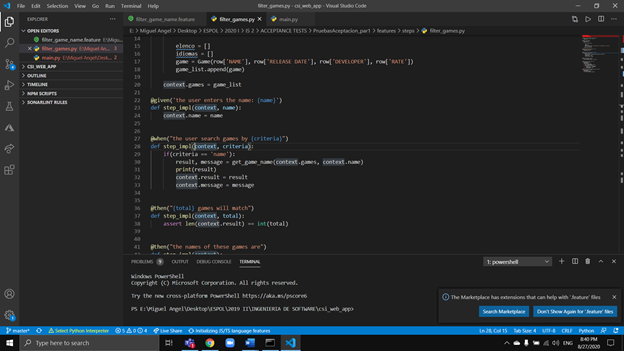 File Edit Selection View Go Run Terminal Help
filter_games.py - csi_web_app - Visual Studio Code
EXPLORER
filter_game_name.feature
filter_games.py
main.py
E: > Miguel Angel > Desktop > ESPOL > 2020 I > IS 2 > ACCEPTANCE TESTS > PruebasAceptacion_part1 > features > steps > filter_games.py
OPEN EDITORS
filter_game_name.feature E:\Miguel An...
filter_games.py E:\Miguel Angel\De... 3
main.py E:\Miguel Angel\Desktop\... 3
CSI_WEB_APP
OUTLINE
TIMELINE
NPM SCRIPTS
SONARLINT RULES
14
15 elenco = []
16 idiomas = []
17 game = Game(row['NAME'], row['RELEASE DATE'], row['DEVELOPER'], row['RATE'])
18 game_list.append(game)
19
20 context.games = game_list
21
22 @given("the user enters the name: {name}")
23 def step_impl(context, name):
24 context.name = name
25
26
27 @when("the user search games by {criteria}")
28 def step_impl(context, criteria):
29 if(criteria == 'name'):
30 result, message = get_game_name(context.games, context.name)
31 print(result)
32 context.result = result
33 context.message = message
34
35
36 @then("{total} games will match")
37 def step_impl(context, total):
38 assert len(context.result) == int(total)
39
40
41 @then("the names of these games are")
PROBLEMS 9 OUTPUT DEBUG CONSOLE TERMINAL
1: powershell
Windows PowerShell
Copyright (C) Microsoft Corporation. All rights reserved.
Try the new cross-platform PowerShell https://aka.ms/pscore6
PS E:\Miguel Angel\Desktop\ESPOL\2019 II\INGENIERIA DE SOFTWARE\csi_web_app>
The Marketplace has extensions that can help with '.feature' files
Search Marketplace
Don't Show Again for '.feature' files
master* Select Python Interpreter 5 4 0 Live Share Initializing JS/TS language features
Ln 28, Col 15 Tab Size: 4 UTF-8 CRLF Python
Type here to search
8:40 PM
ESP
8/27/2020